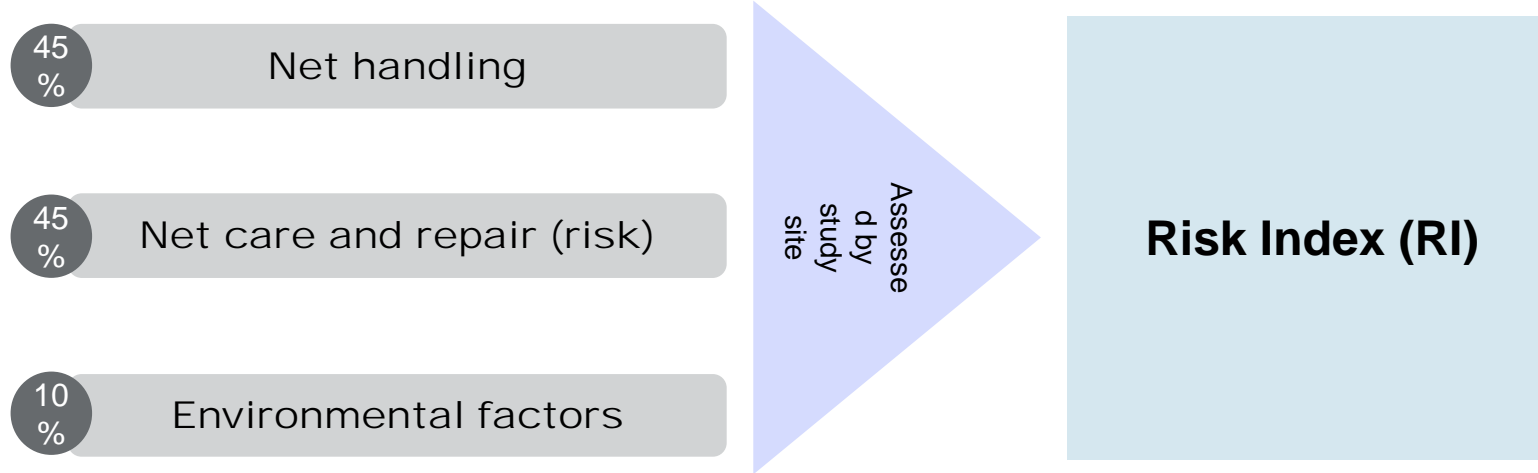 45
%
Net handling
45
%
Net care and repair (risk)
10
%
Environmental factors
Assesse
d by
study
site
Risk Index (RI)